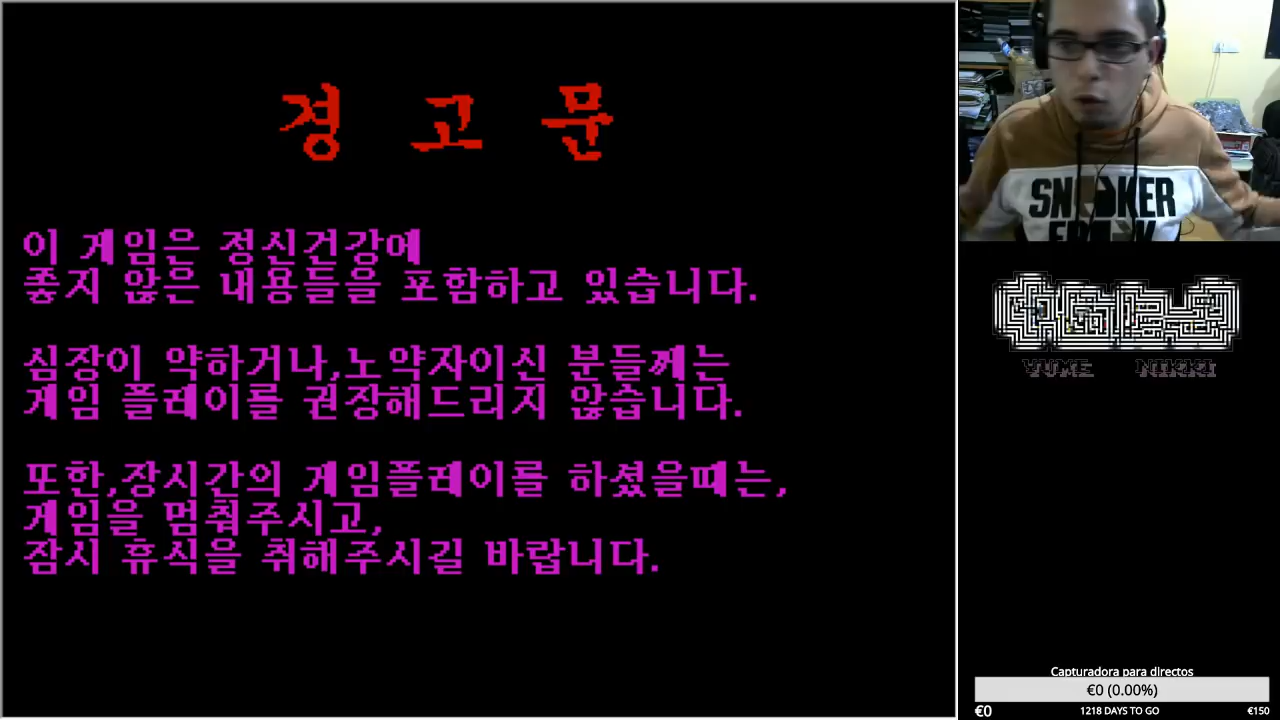 경 고 문
이 게임은 정신건강에
좋지 않은 내용들을 포함하고 있습니다.
심장이 약하거나,노약자이신 분들께는
게임 플레이를 권장해드리지 않습니다.
또한,장시간의 게임플레이를 하셨을때는,
게임을 멈춰주시고,
잠시 휴식을 취해주시길 바랍니다.
SNEAKER
FREAK
YUME NIKKI
Capturadora para directos
€0 (0.00%)
€0 1218 DAYS TO GO €150